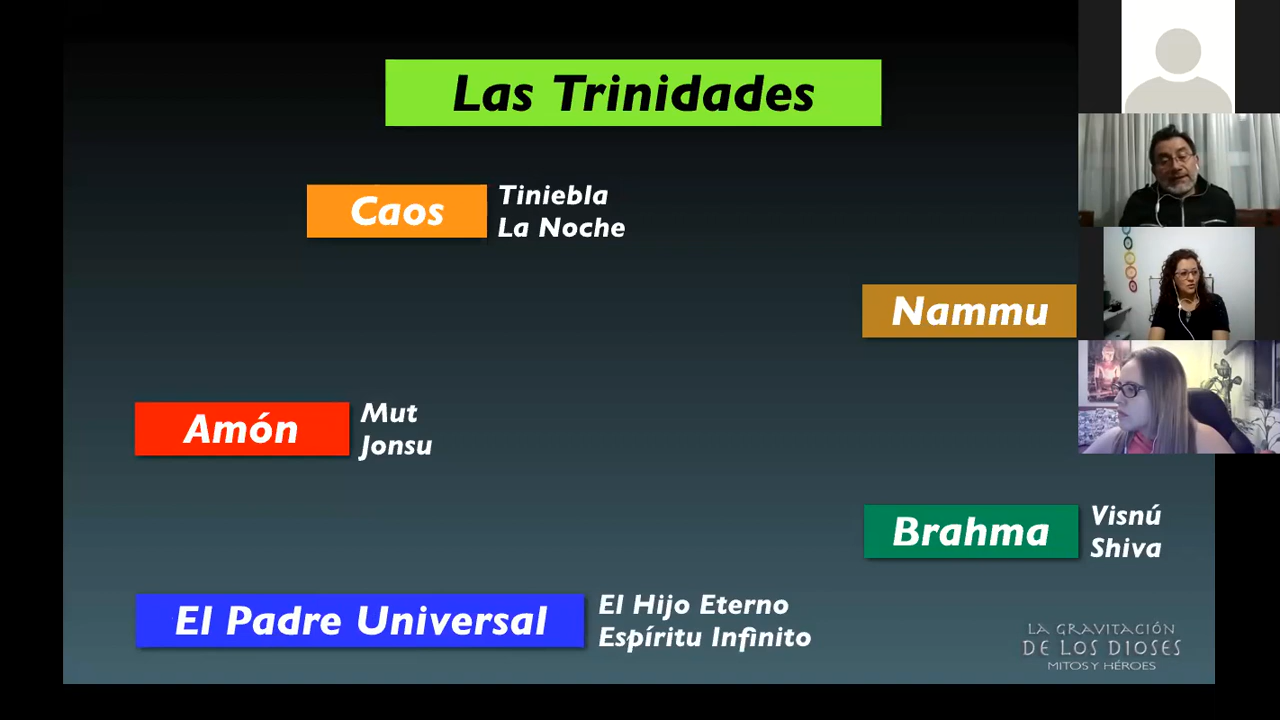 Las Trinidades
Caos
Tiniebla
La Noche
Nammu
Amón
Mut
Jonsu
Brahma
Visnú
Shiva
El Padre Universal
El Hijo Eterno
Espíritu Infinito
LA GRAVITACIÓN
DE LOS DIOSES
MITOS Y HÉROES